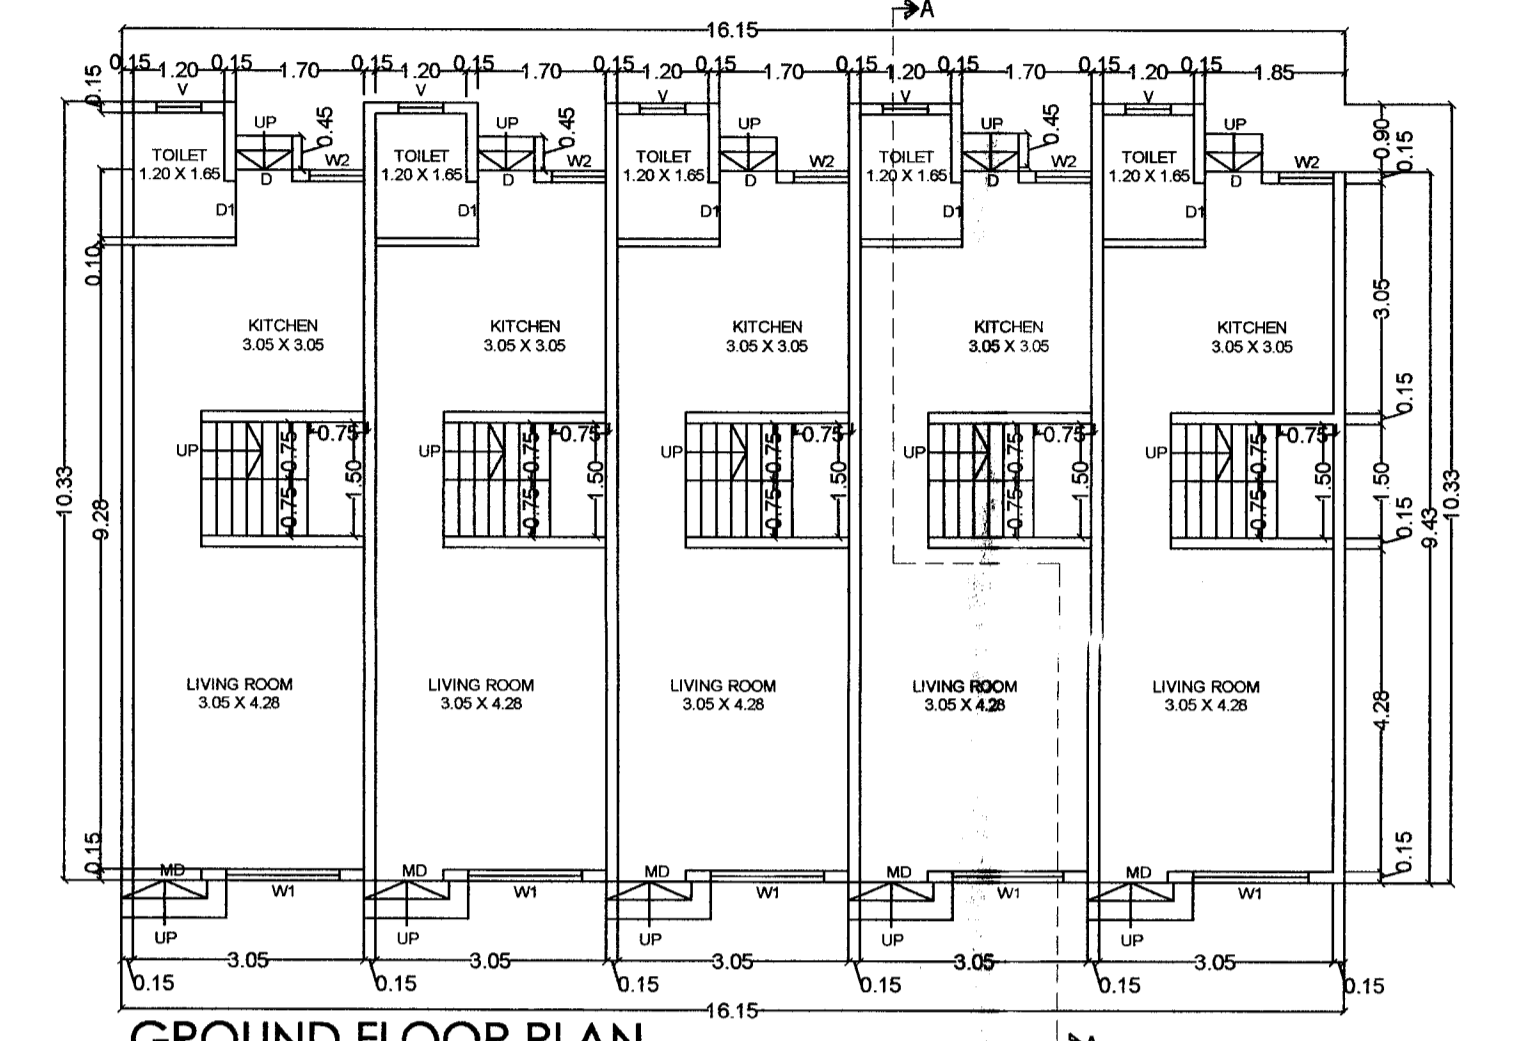 A
16.15
0.15 1.20 0.15 1.70 0.15 1.20 0.15 1.70 0.15 1.20 0.15 1.70 0.15 1.20 0.15 1.70 0.15 1.20 0.15 1.85
0.15
V V V V V
UP UP UP UP UP
0.45 0.45 0.45
0.90
0.15
TOILET TOILET TOILET TOILET TOILET
1.20 X 1.65 1.20 X 1.65 1.20 X 1.65 1.20 X 1.65 1.20 X 1.65
W2 W2 W2 W2 W2
D D D D D
D1 D1 D1 D1 D1
0.10
3.05
KITCHEN KITCHEN KITCHEN KITCHEN KITCHEN
3.05 X 3.05 3.05 X 3.05 3.05 X 3.05 3.05 X 3.05 3.05 X 3.05
0.15
0.75 0.75 0.75 0.75 0.75
UP UP UP UP UP
0.75 0.75 0.75 0.75 0.75
0.75 0.75 0.75 0.75 0.75
1.50 1.50 1.50 1.50 1.50
1.50
10.33
9.28
0.15
9.43
10.33
LIVING ROOM LIVING ROOM LIVING ROOM LIVING ROOM LIVING ROOM
3.05 X 4.28 3.05 X 4.28 3.05 X 4.28 3.05 X 4.28 3.05 X 4.28
4.28
0.15
0.15
MD MD MD MD MD
W1 W1 W1 W1 W1
UP UP UP UP UP
3.05 3.05 3.05 3.05 3.05
0.15 0.15 0.15 0.15 0.15 0.15
16.15
GROUND FLOOR PLAN
A